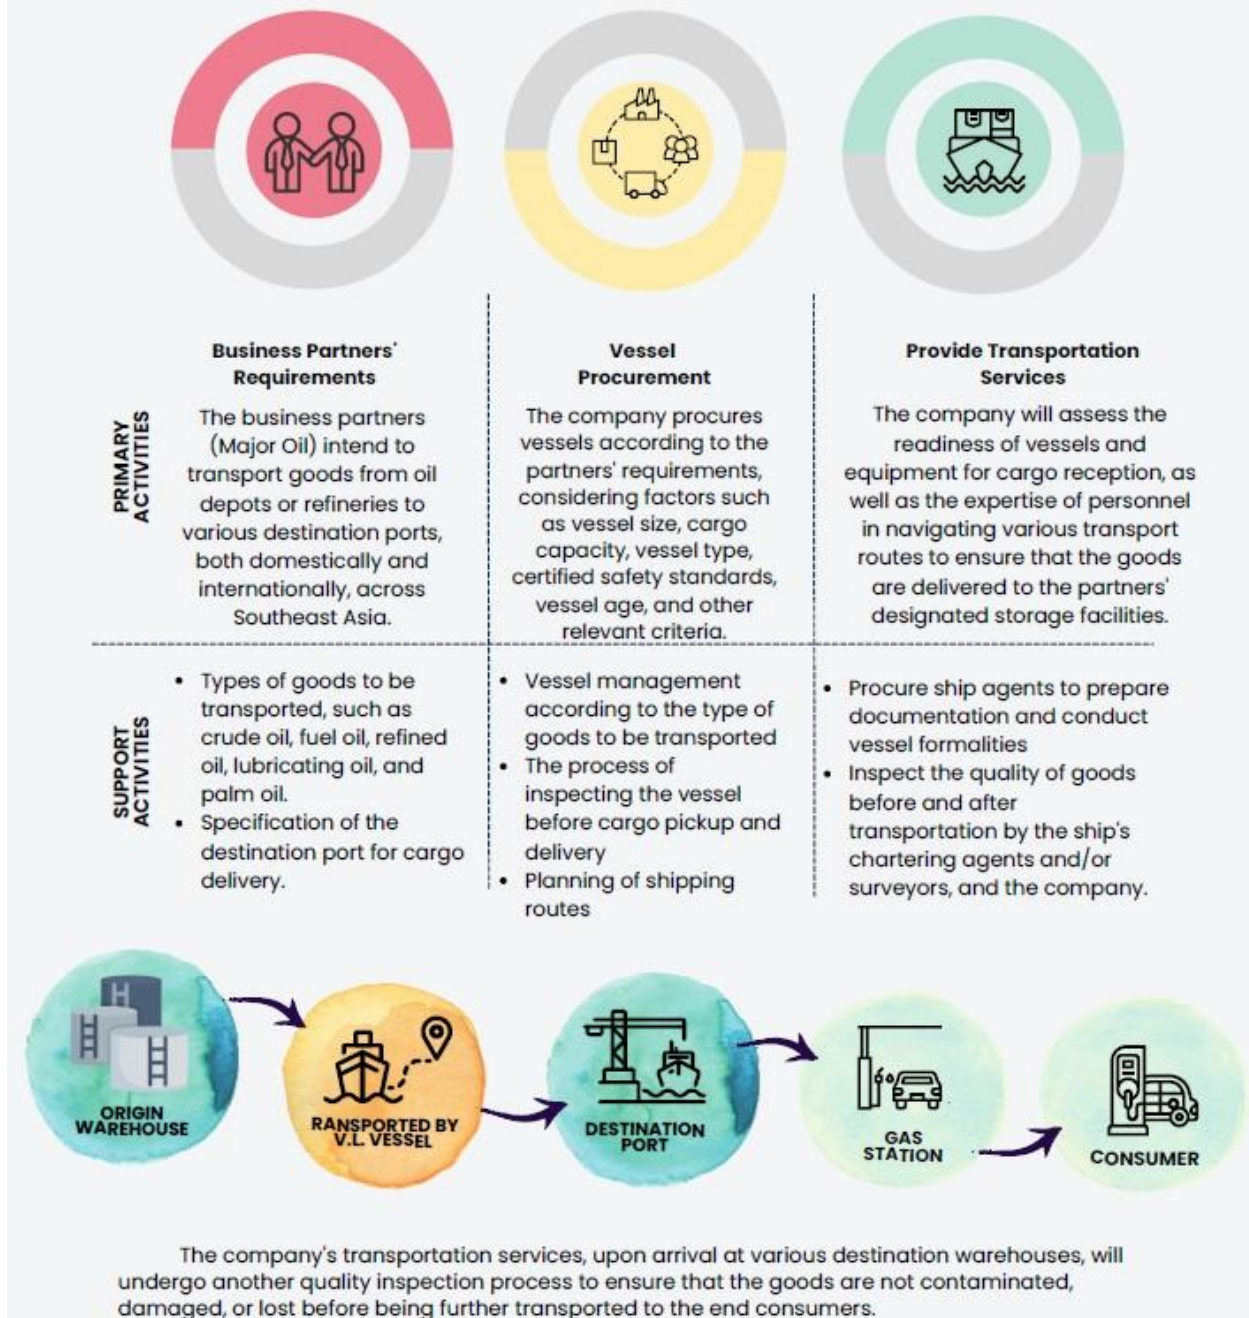 Business Partners'
Requirements
The business partners
(Major Oil) intend to
transport goods from oil
depots or refineries to
various destination ports,
both domestically and
internationally, across
Southeast Asia.
Vessel
Procurement
The company procures
vessels according to the
partners' requirements,
considering factors such
as vessel size, cargo
capacity, vessel type,
certified safety standards,
vessel age, and other
relevant criteria.
Provide Transportation
Services
The company will assess the
readiness of vessels and
equipment for cargo reception, as
well as the expertise of personnel
in navigating various transport
routes to ensure that the goods
are delivered to the partners'
designated storage facilities.
PRIMARY
ACTIVITIES
SUPPORT
ACTIVITIES
• Types of goods to be
transported, such as
crude oil, fuel oil, refined
oil, lubricating oil, and
palm oil.
• Specification of the
destination port for cargo
delivery.
• Vessel management
according to the type of
goods to be transported
• The process of
inspecting the vessel
before cargo pickup and
delivery
• Planning of shipping
routes
• Procure ship agents to prepare
documentation and conduct
vessel formalities
• Inspect the quality of goods
before and after
transportation by the ship's
chartering agents and/or
surveyors, and the company.
ORIGIN
WAREHOUSE
RANSPORTED BY
V.L. VESSEL
DESTINATION
PORT
GAS
STATION
CONSUMER
The company's transportation services, upon arrival at various destination warehouses, will
undergo another quality inspection process to ensure that the goods are not contaminated,
damaged, or lost before being further transported to the end consumers.